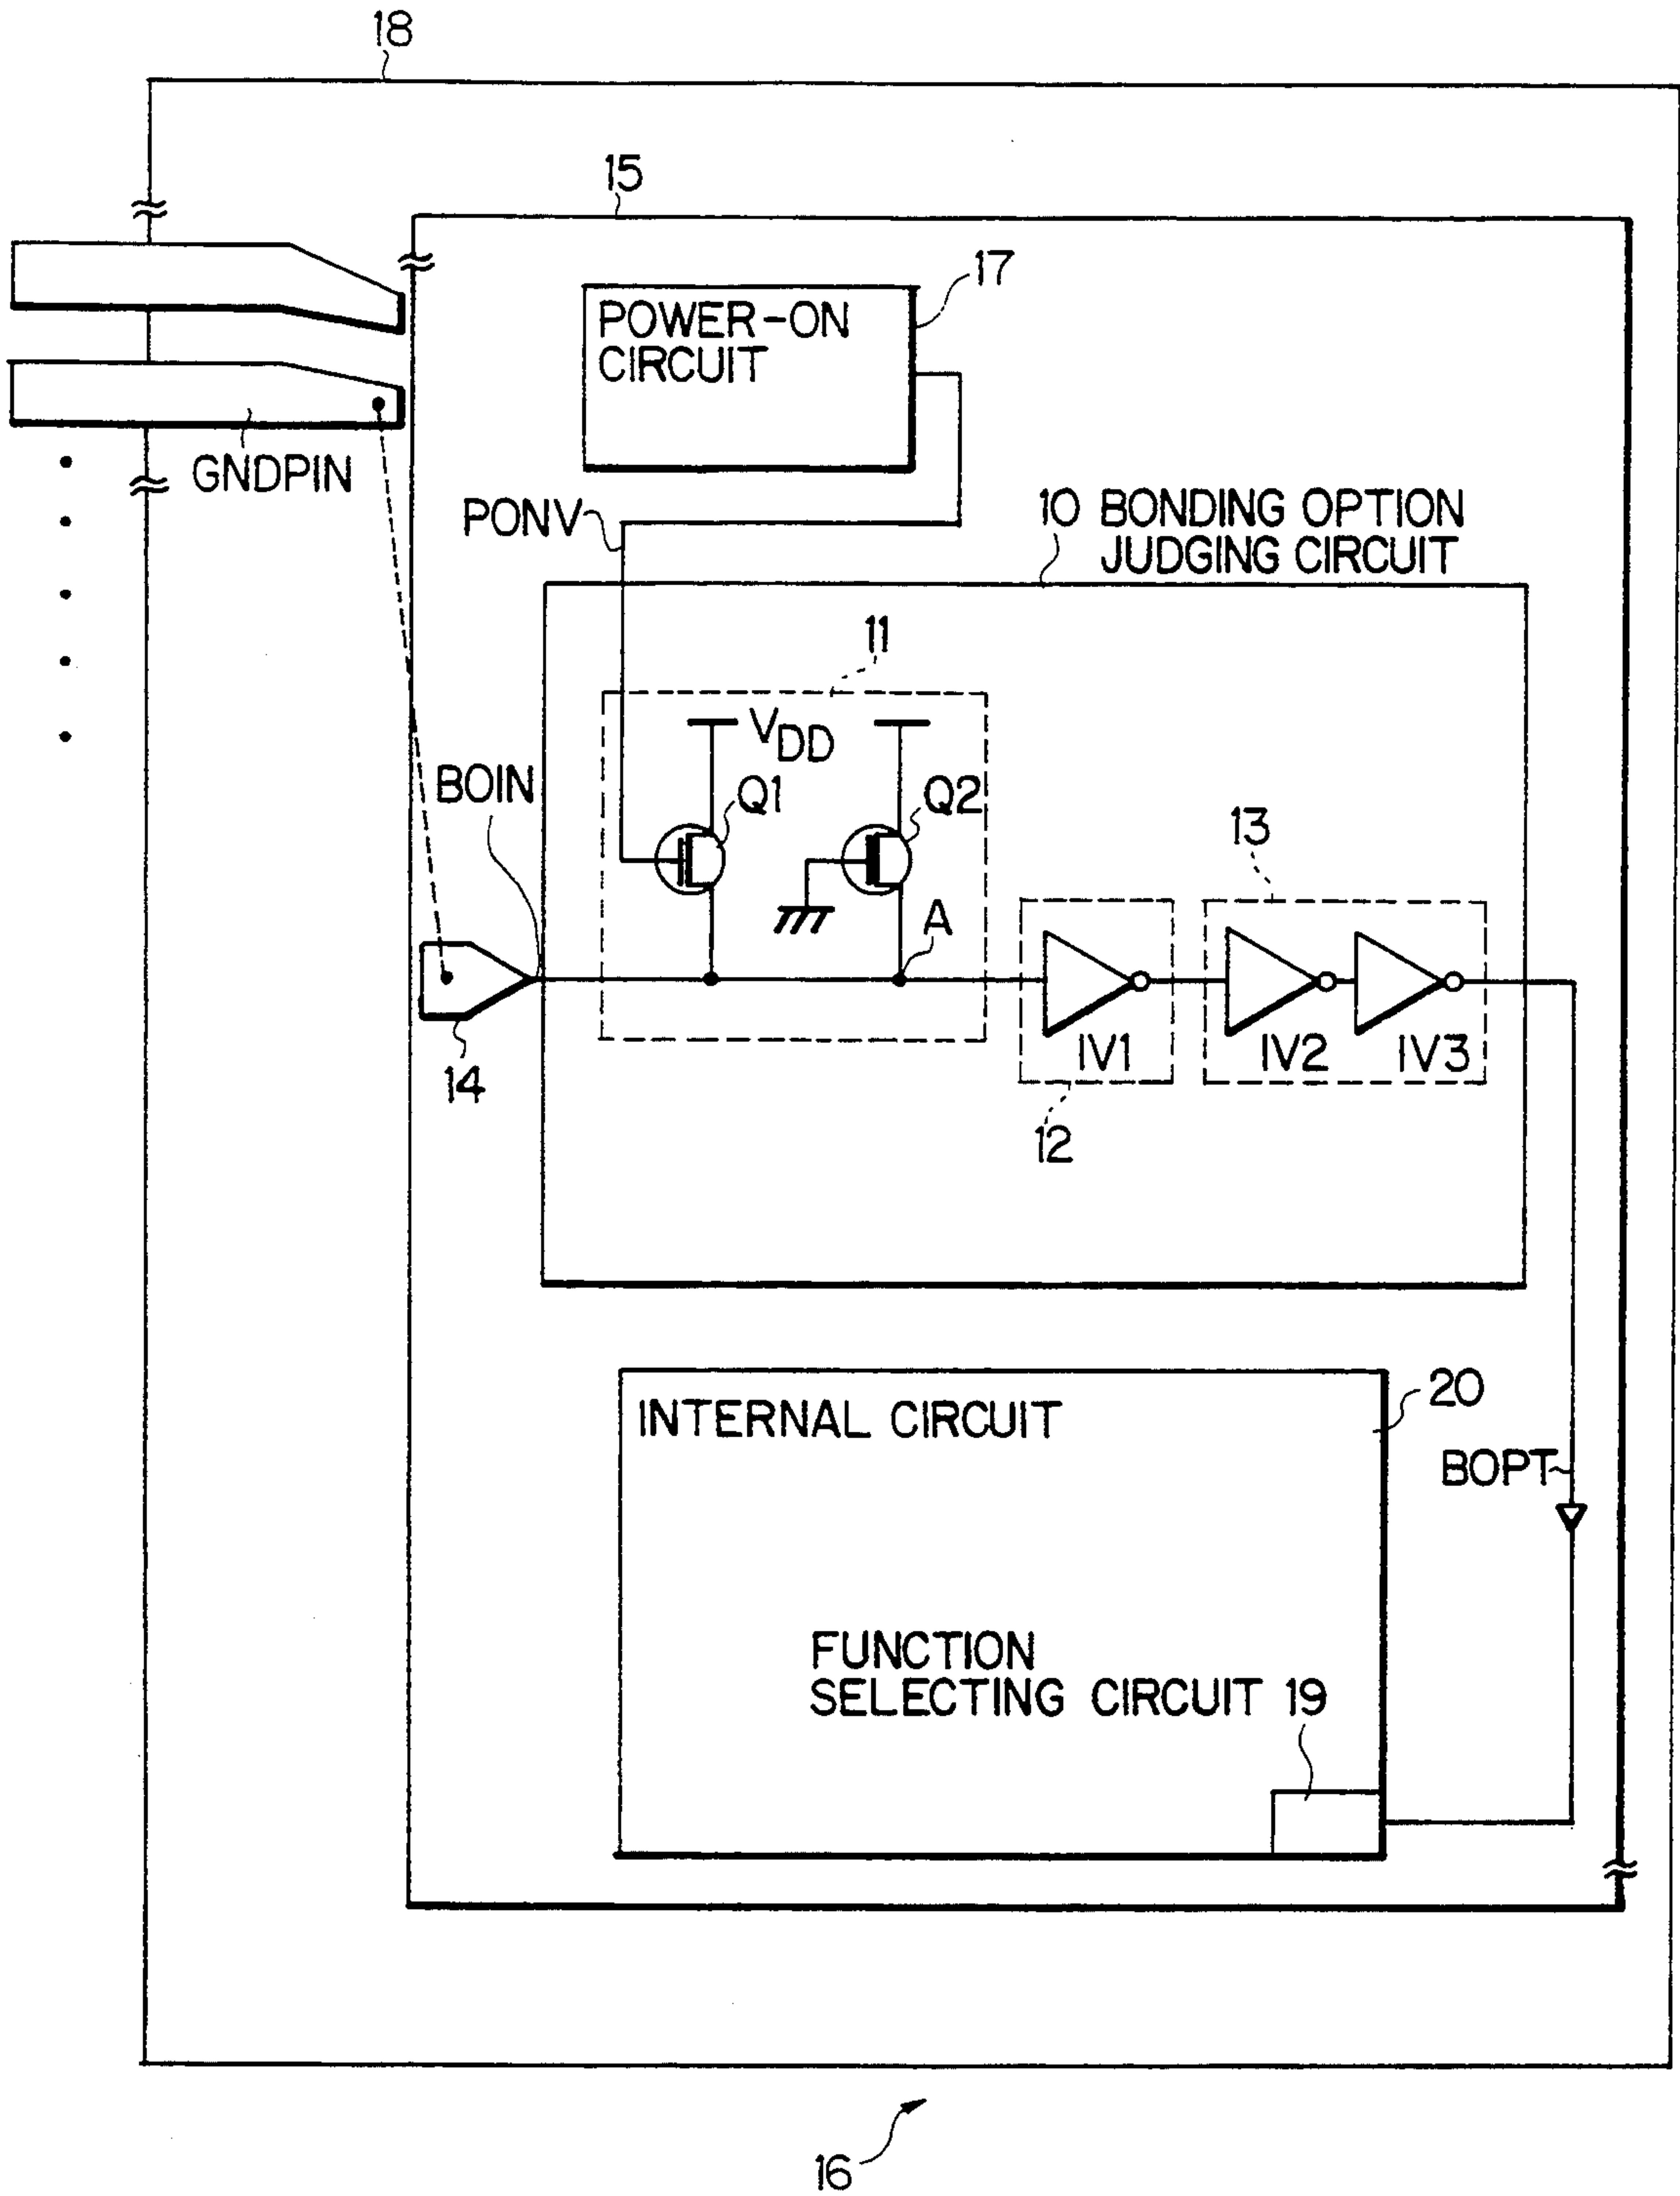 18
15
17
POWER-ON
CIRCUIT
GNDPIN
PONV
10 BONDING OPTION
JUDGING CIRCUIT
11
VDD
BOIN
Q1
Q2
13
A
14
IV1
IV2
IV3
12
INTERNAL CIRCUIT
20
BOPT
FUNCTION
SELECTING CIRCUIT 19
16